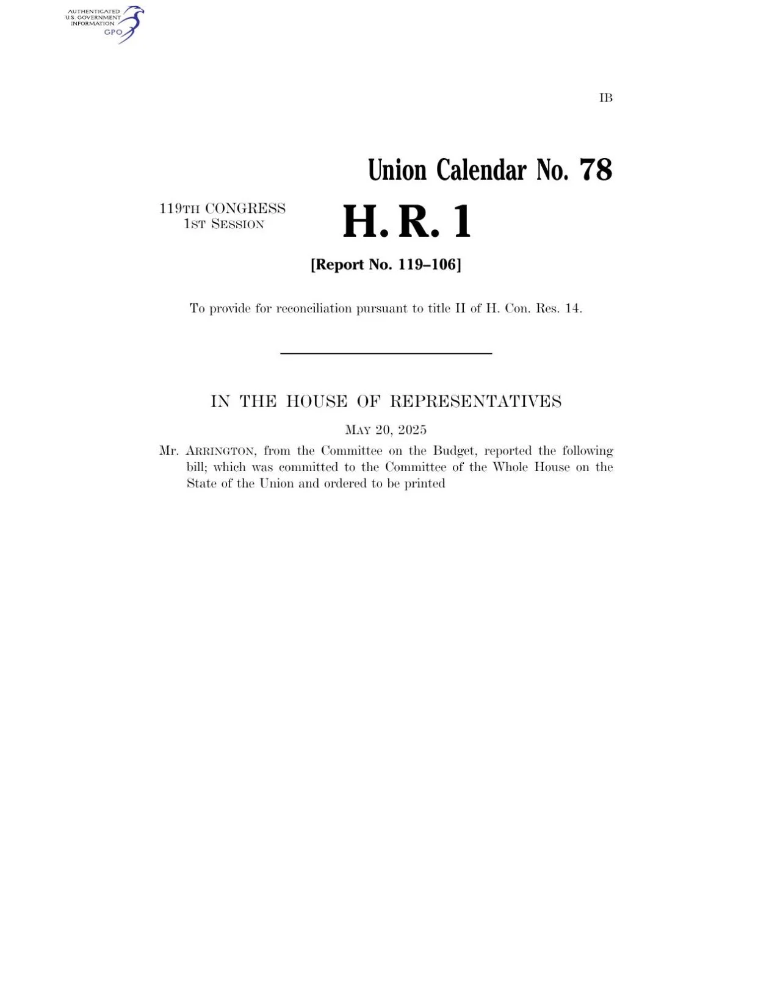 AUTHENTICATED
U.S. GOVERNMENT
INFORMATION
GPO
IB
Union Calendar No. 78
119TH CONGRESS
1ST SESSION
H. R. 1
[Report No. 119–106]
To provide for reconciliation pursuant to title II of H. Con. Res. 14.
IN THE HOUSE OF REPRESENTATIVES
MAY 20, 2025
Mr. ARRINGTON, from the Committee on the Budget, reported the following
bill; which was committed to the Committee of the Whole House on the
State of the Union and ordered to be printed